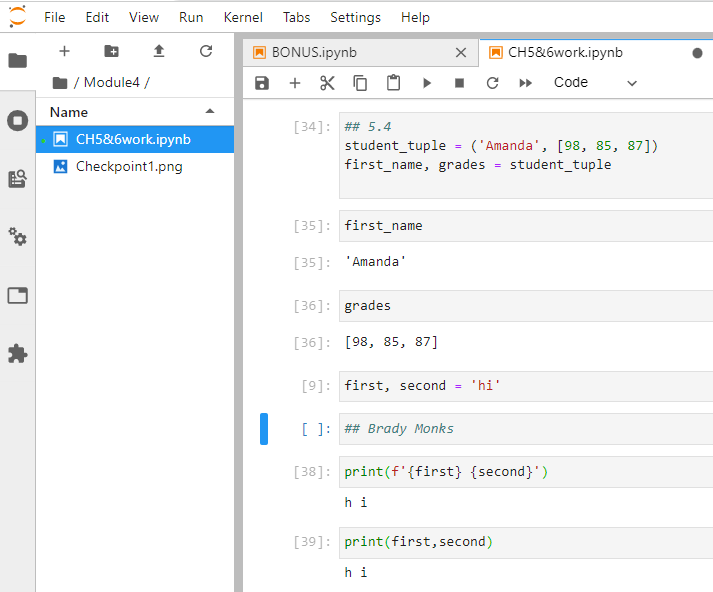 File Edit View Run Kernel Tabs Settings Help
BONUS.ipynb CH5&6work.ipynb
Code
/ Module4 /
Name
CH5&6work.ipynb
Checkpoint1.png
[34]: ## 5.4
student_tuple = ('Amanda', [98, 85, 87])
first_name, grades = student_tuple
[35]: first_name
[35]: 'Amanda'
[36]: grades
[36]: [98, 85, 87]
[9]: first, second = 'hi'
[ ]: ## Brady Monks
[38]: print(f'{first} {second}')
h i
[39]: print(first,second)
h i